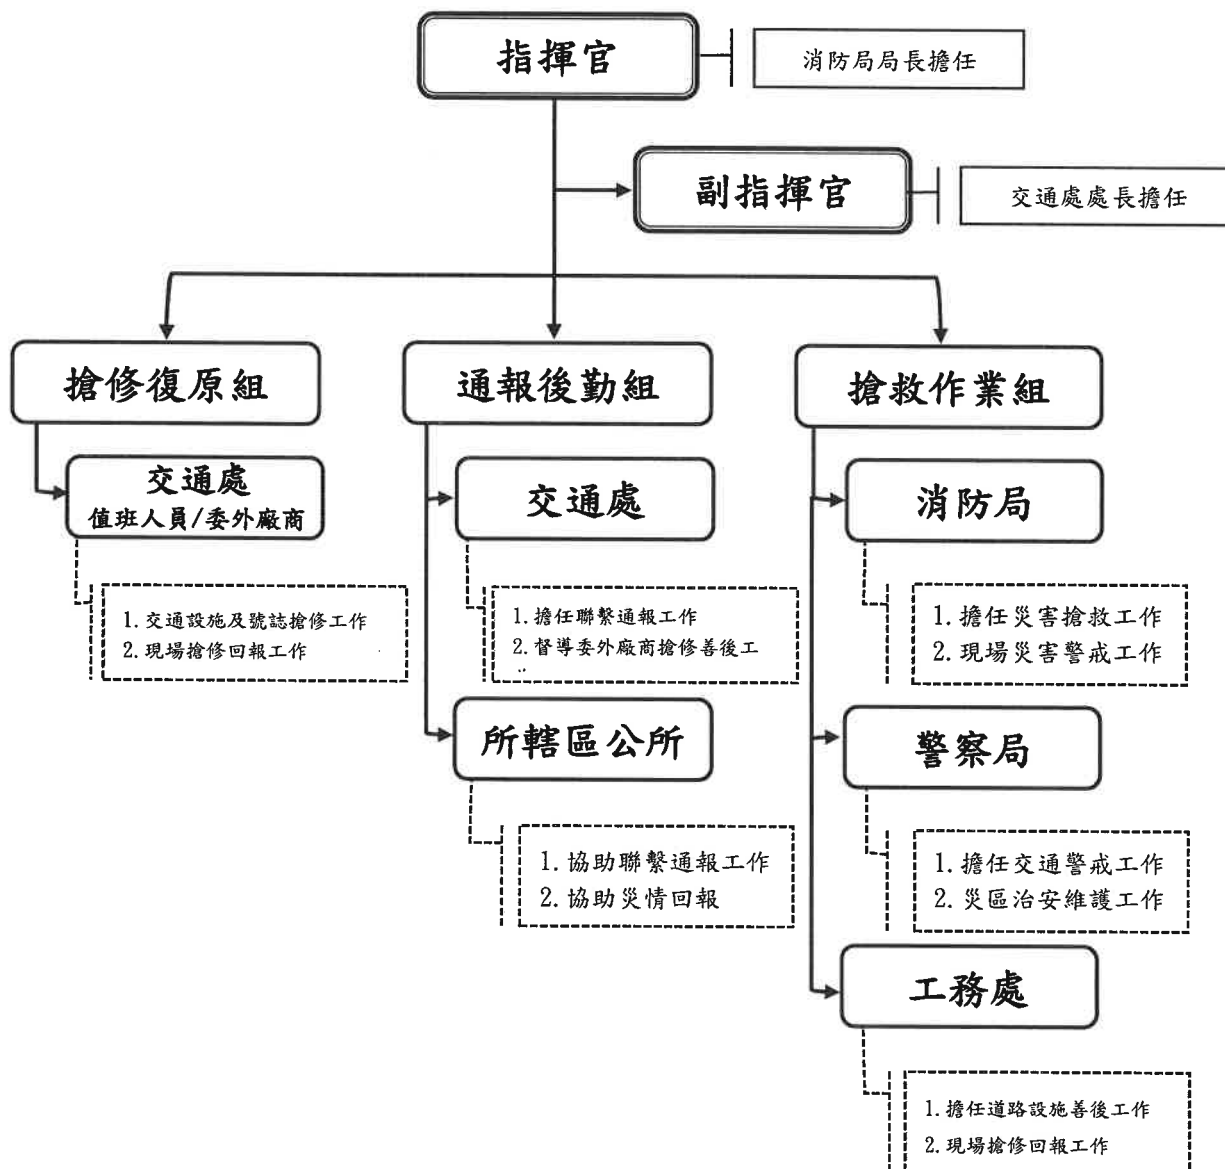 指揮官
消防局局長擔任
副指揮官
交通處處長擔任
搶修復原組
交通處
值班人員/委外廠商
1. 交通設施及號誌搶修工作
2. 現場搶修回報工作
通報後勤組
交通處
1. 擔任聯繫通報工作
2. 督導委外廠商搶修善後工
所轄區公所
1. 協助聯繫通報工作
2. 協助災情回報
搶救作業組
消防局
1. 擔任災害搶救工作
2. 現場災害警戒工作
警察局
1. 擔任交通警戒工作
2. 災區治安維護工作
工務處
1. 擔任道路設施善後工作
2. 現場搶修回報工作